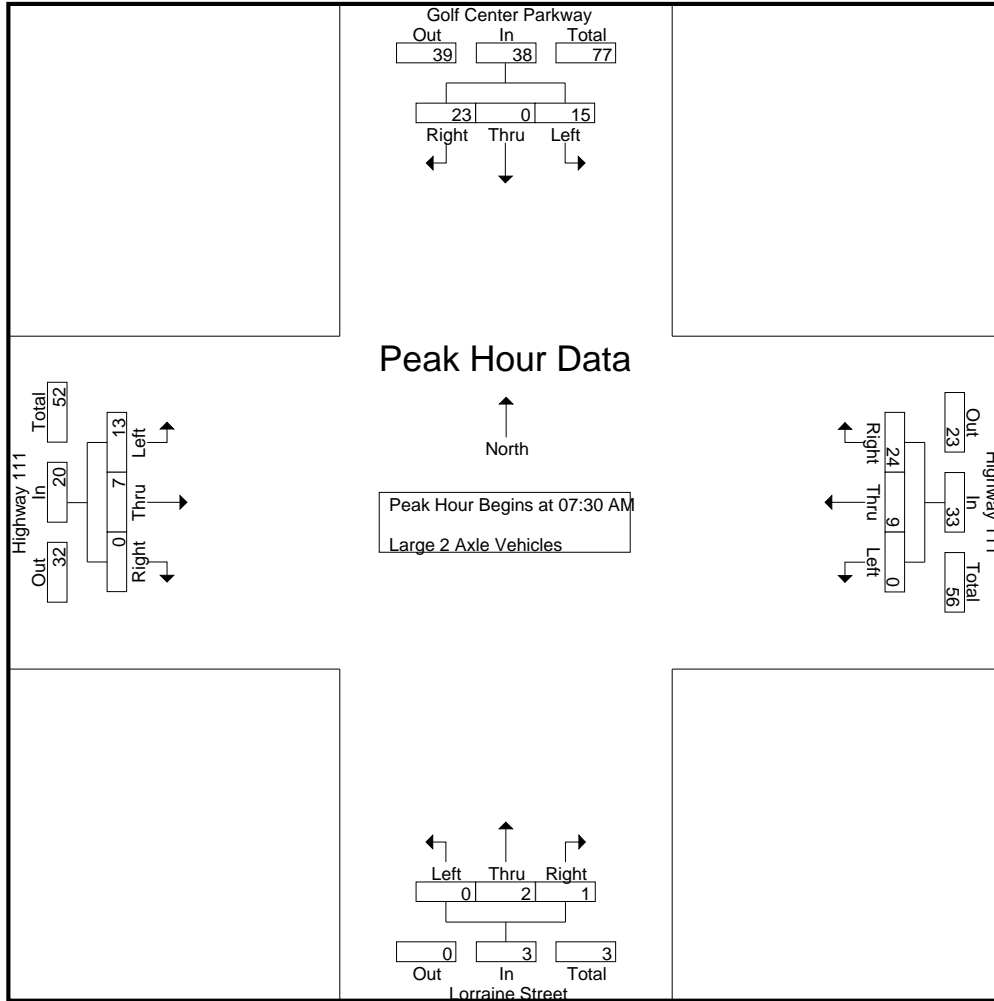 Golf Center Parkway
Out In Total
39 38 77
23 0 15
Right Thru Left
Peak Hour Data
North
Peak Hour Begins at 07:30 AM
Large 2 Axle Vehicles
Highway 111
Out In Total
32 20 52
Left Thru Right
13 7 0
Highway 111
Out In Total
23 33 56
Right Thru Left
24 9 0
Left Thru Right
0 2 1
0 3 3
Out In Total
Lorraine Street